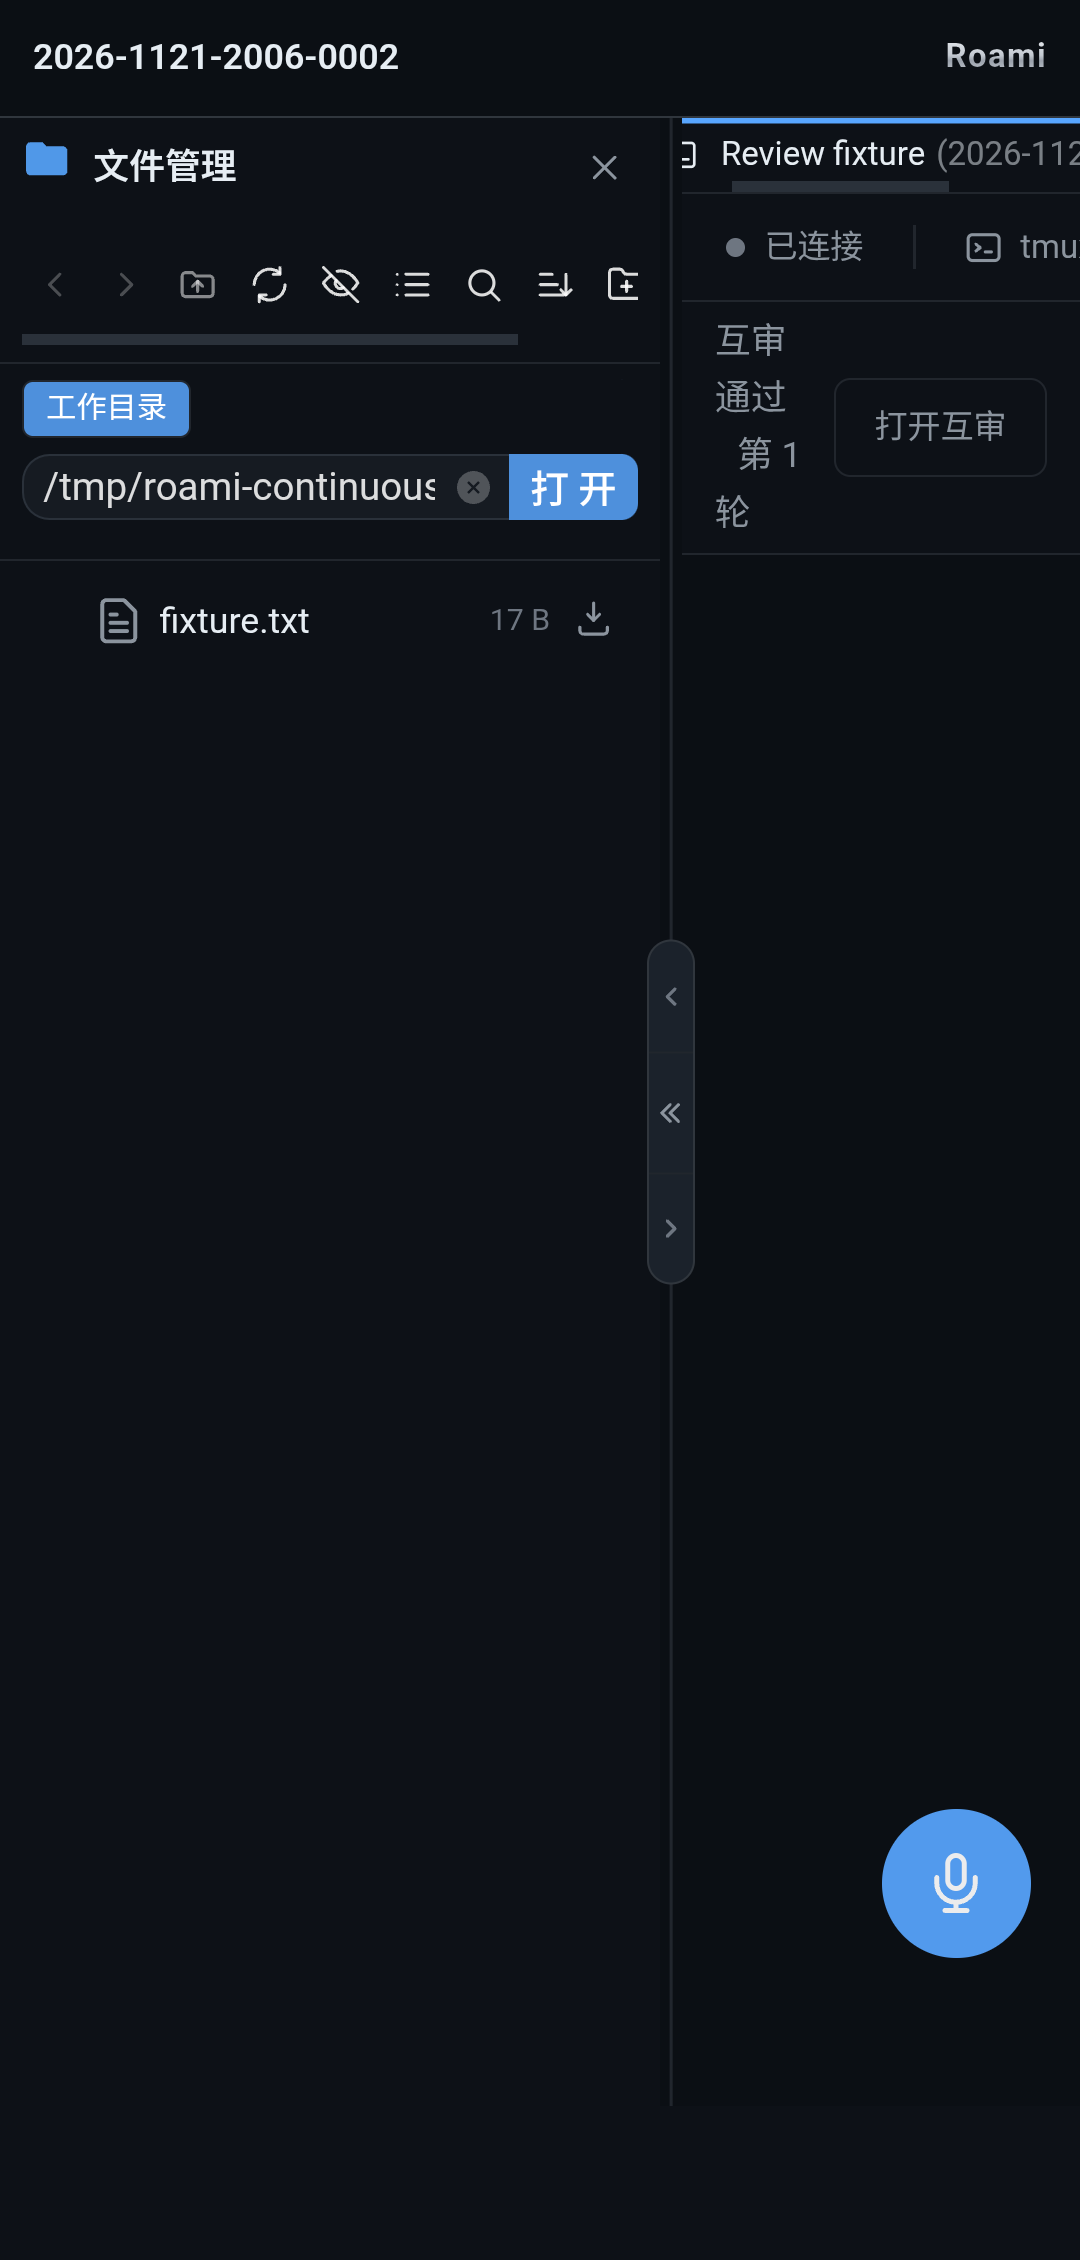 2026-1121-2006-0002
Roami
文件管理
Review fixture (2026-112
已连接
tmu
工作目录
/tmp/roami-continuous
打 开
互审
通过
第 1
轮
打开互审
fixture.txt
17 B